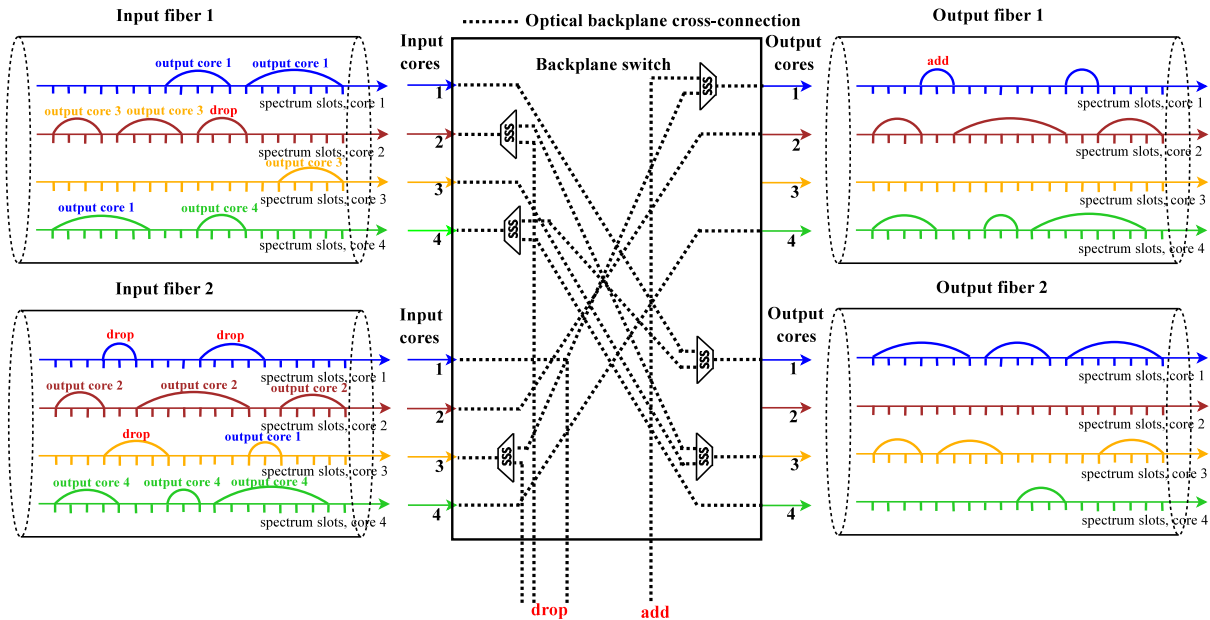 Input fiber 1
Optical backplane cross-connection
Output fiber 1
output core 1 output core 1
spectrum slots, core 1
output core 3 output core 3 drop
spectrum slots, core 2
output core 3
spectrum slots, core 3
output core 1 output core 4
spectrum slots, core 4
Input
cores
1
2
3
4
Backplane switch
SSS
SSS
SSS
Output
cores
1
2
3
4
add
spectrum slots, core 1
spectrum slots, core 2
spectrum slots, core 3
spectrum slots, core 4
Input fiber 2
Output fiber 2
drop drop
spectrum slots, core 1
output core 2 output core 2 output core 2
spectrum slots, core 2
drop output core 1
spectrum slots, core 3
output core 4 output core 4 output core 4
spectrum slots, core 4
Input
cores
1
2
3
4
SSS
SSS
SSS
Output
cores
1
2
3
4
spectrum slots, core 1
spectrum slots, core 2
spectrum slots, core 3
spectrum slots, core 4
drop add